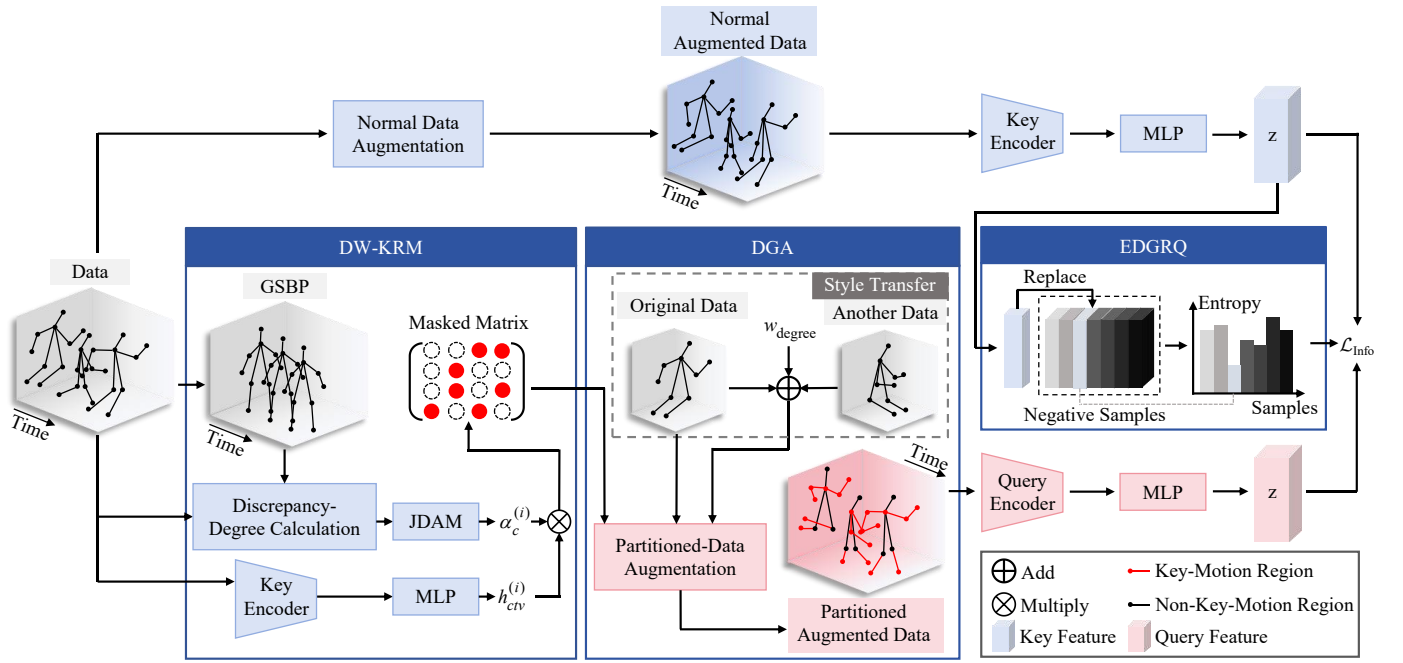 Normal
Augmented Data
Normal Data
Augmentation
Time
Key
Encoder
MLP
z
Data
Time
DW-KRM
GSBP
Time
Masked Matrix
Discrepancy-
Degree Calculation
JDAM
α_c^(i)
Key
Encoder
MLP
h_ctv^(i)
DGA
Style Transfer
Original Data
w_degree
Another Data
Time
Partitioned-Data
Augmentation
Partitioned
Augmented Data
EDGRQ
Replace
Entropy
Negative Samples
Samples
ℒ_Info
Query
Encoder
MLP
z
Add
Key-Motion Region
Multiply
Non-Key-Motion Region
Key Feature
Query Feature